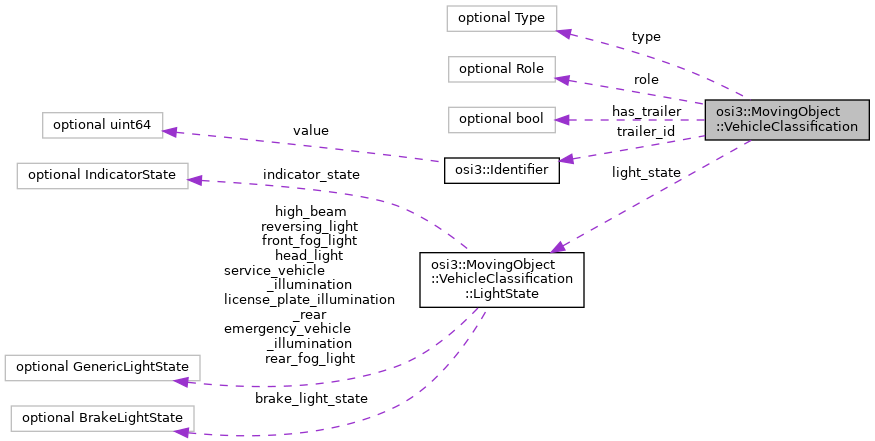 optional Type
type
optional Role
role
osi3::MovingObject
::VehicleClassification
has_trailer
optional bool
optional uint64
value
trailer_id
osi3::Identifier
optional IndicatorState
indicator_state
light_state
high_beam
reversing_light
front_fog_light
head_light
service_vehicle
_illumination
license_plate_illumination
_rear
emergency_vehicle
_illumination
rear_fog_light
osi3::MovingObject
::VehicleClassification
::LightState
optional GenericLightState
brake_light_state
optional BrakeLightState